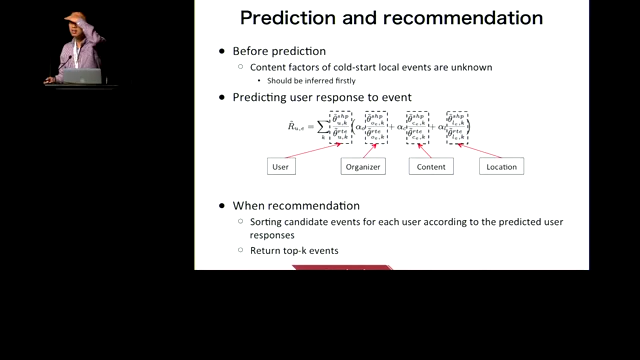 Prediction and recommendation
● Before prediction
○ Content factors of cold-start local events are unknown
• Should be inferred firstly
● Predicting user response to event
User
Organizer
Content
Location
● When recommendation
○ Sorting candidate events for each user according to the predicted user
responses
○ Return top-k events